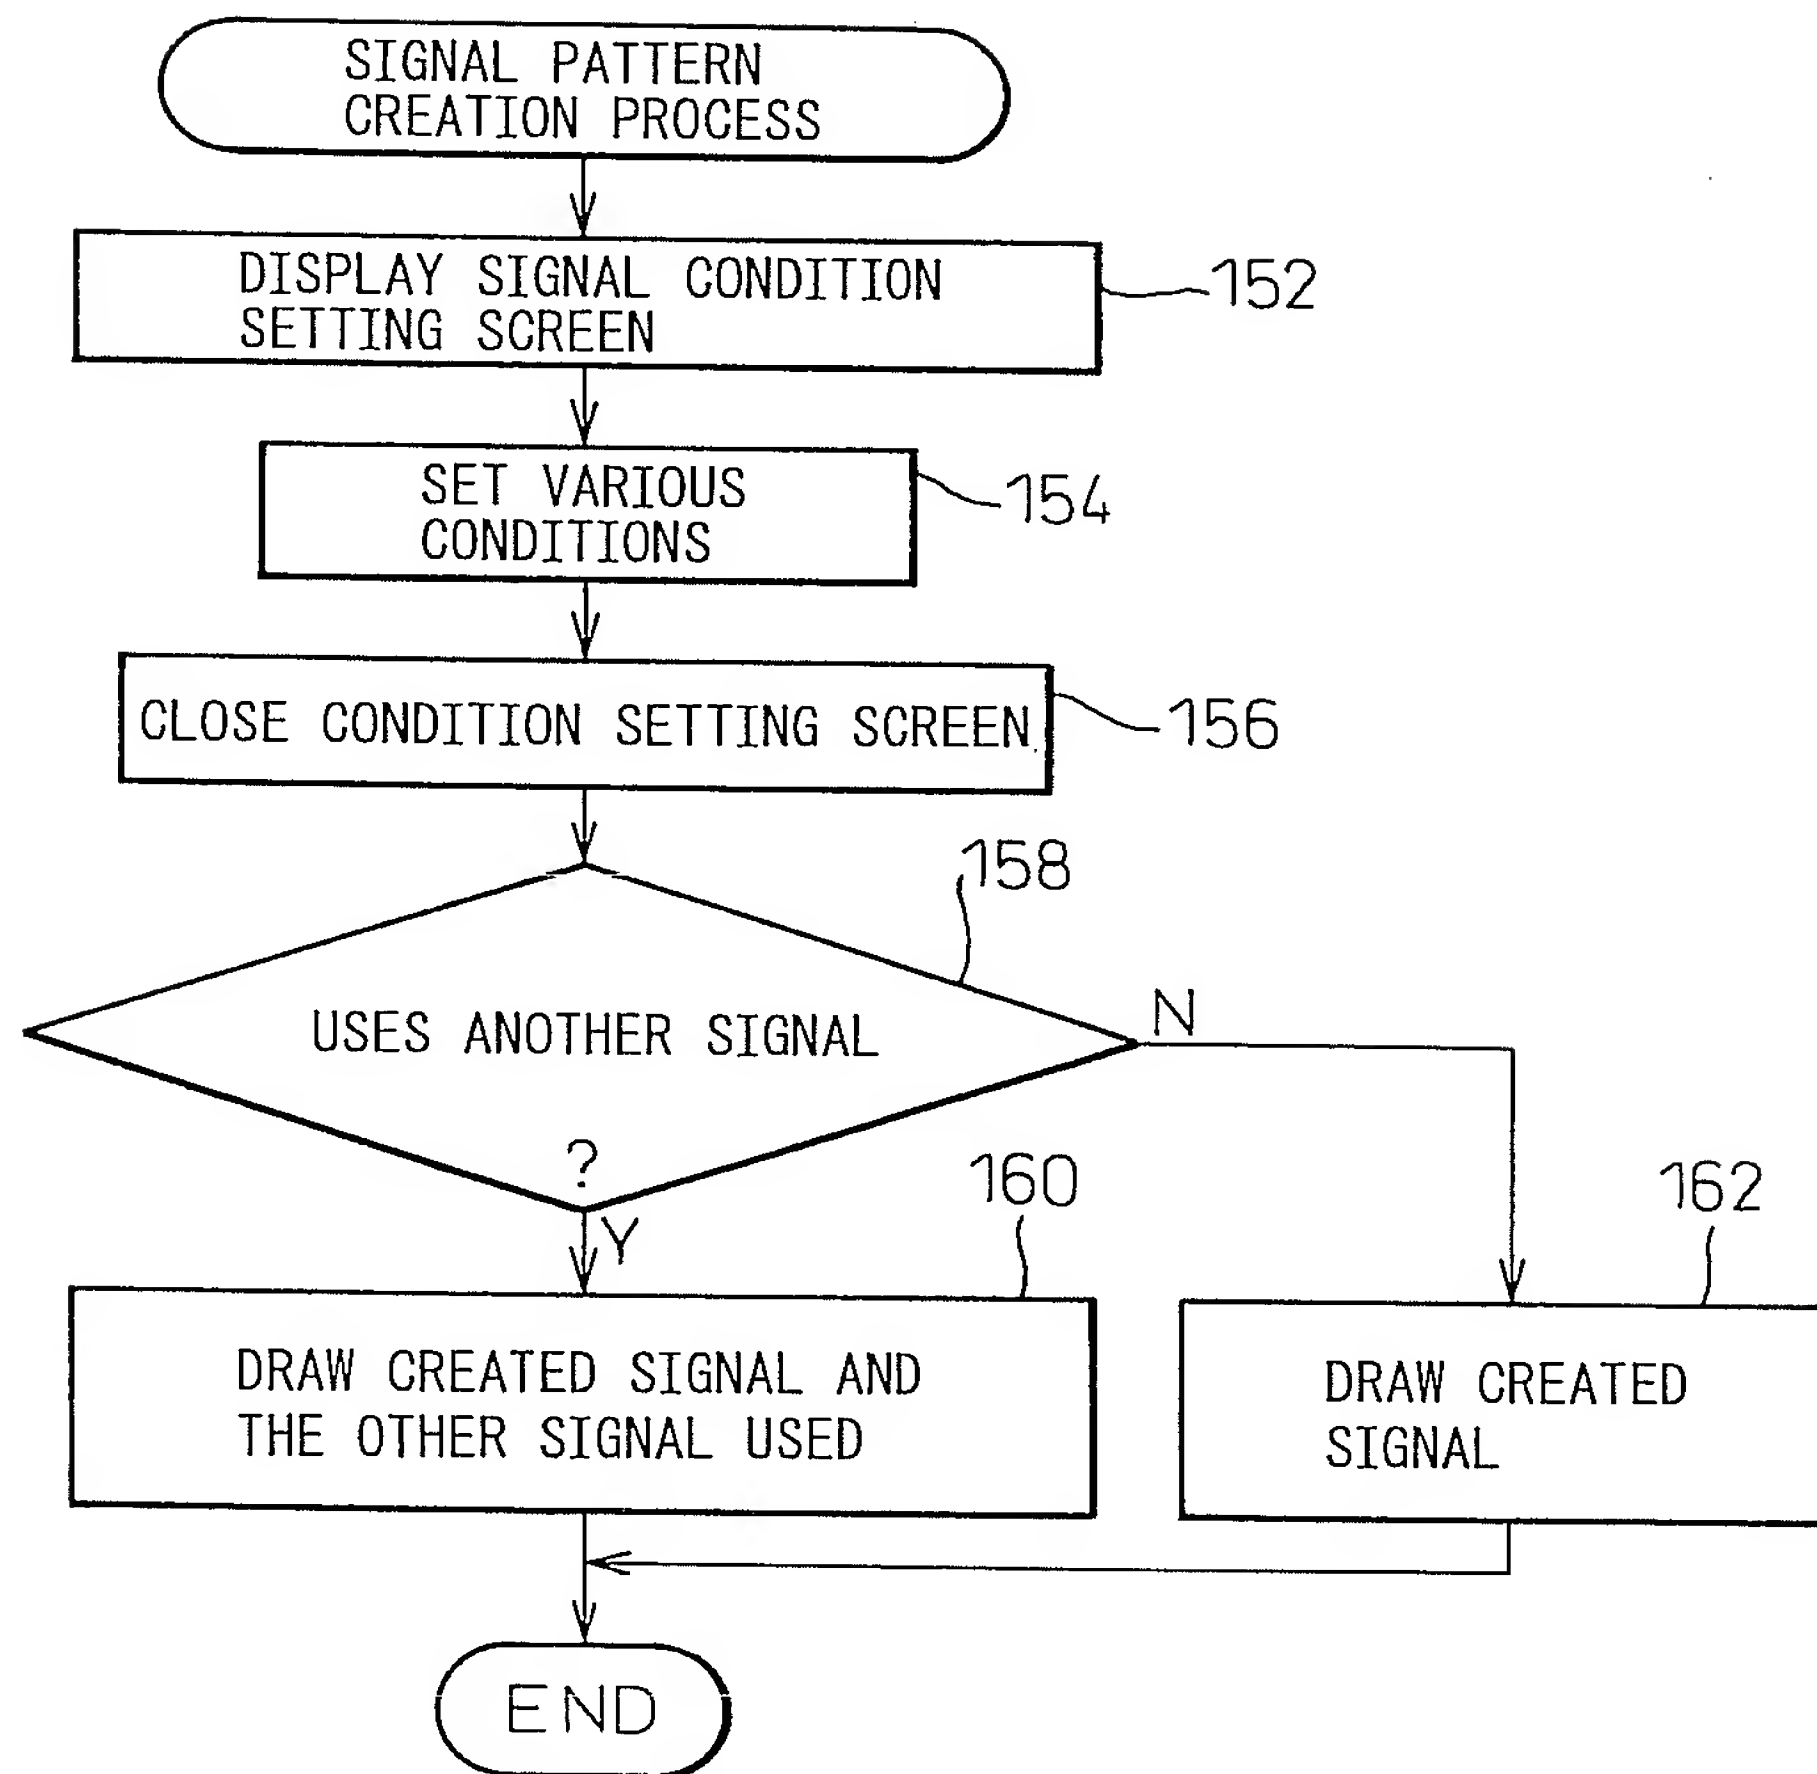 SIGNAL PATTERN
CREATION PROCESS
DISPLAY SIGNAL CONDITION
SETTING SCREEN
152
SET VARIOUS
CONDITIONS
154
CLOSE CONDITION SETTING SCREEN
156
158
USES ANOTHER SIGNAL
?
N
Y
160
162
DRAW CREATED SIGNAL AND
THE OTHER SIGNAL USED
DRAW CREATED
SIGNAL
END